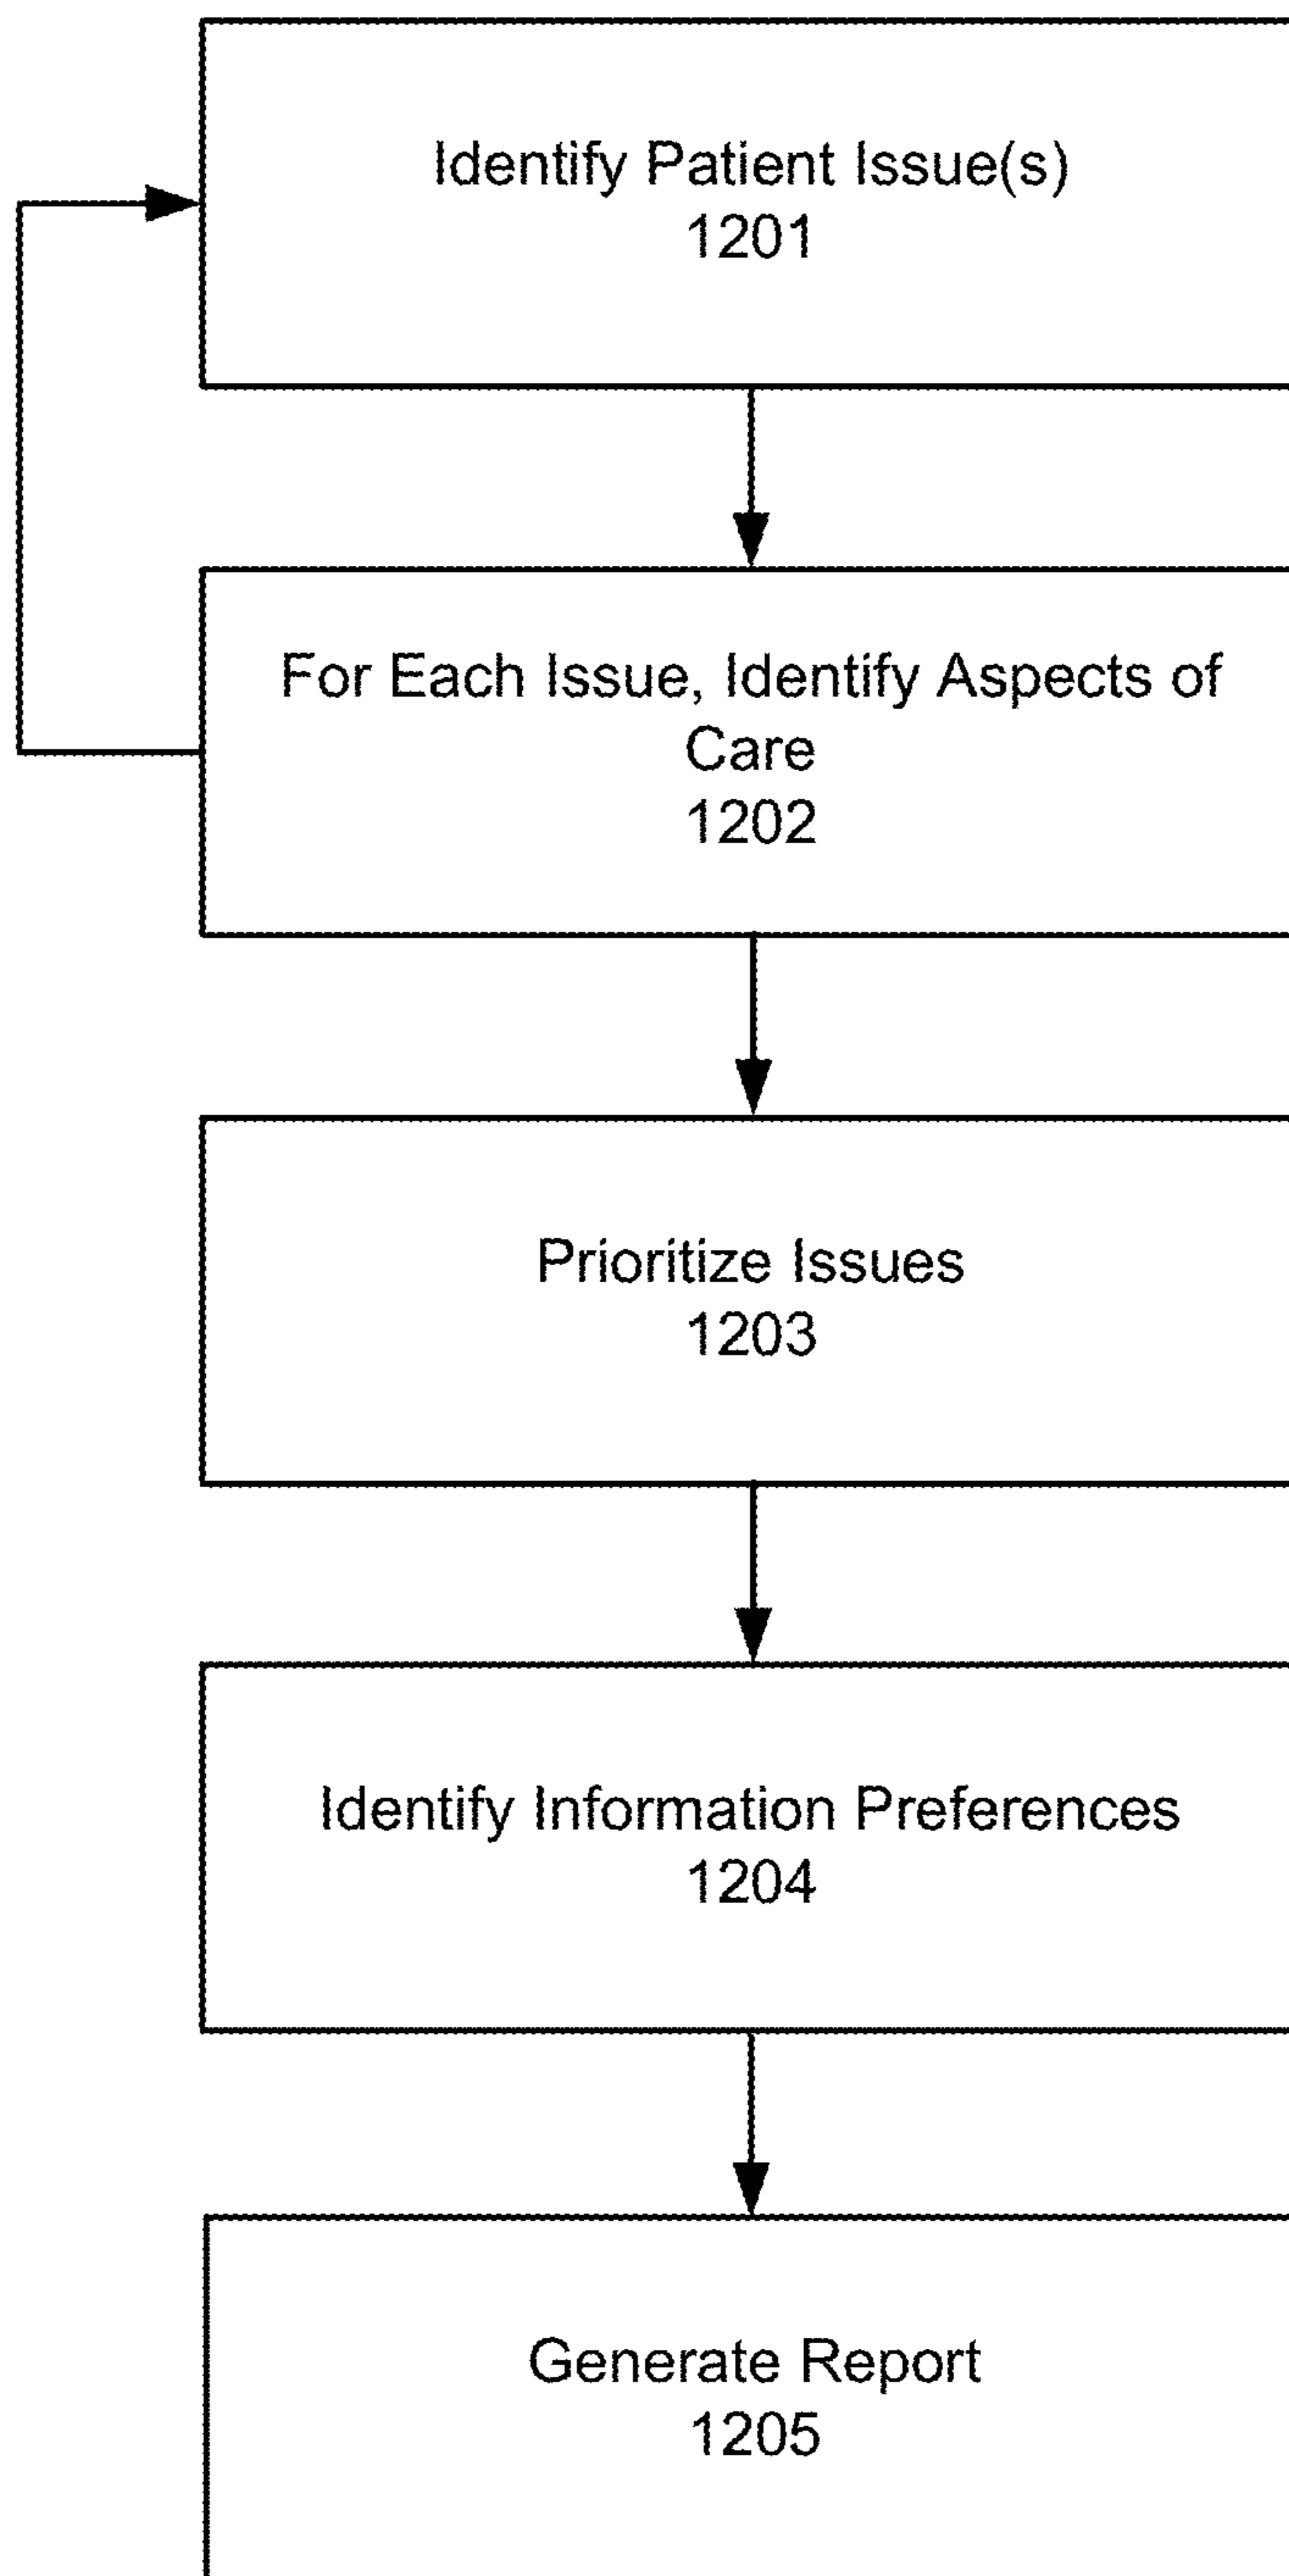 Identify Patient Issue(s)
1201
For Each Issue, Identify Aspects of
Care
1202
Prioritize Issues
1203
Identify Information Preferences
1204
Generate Report
1205